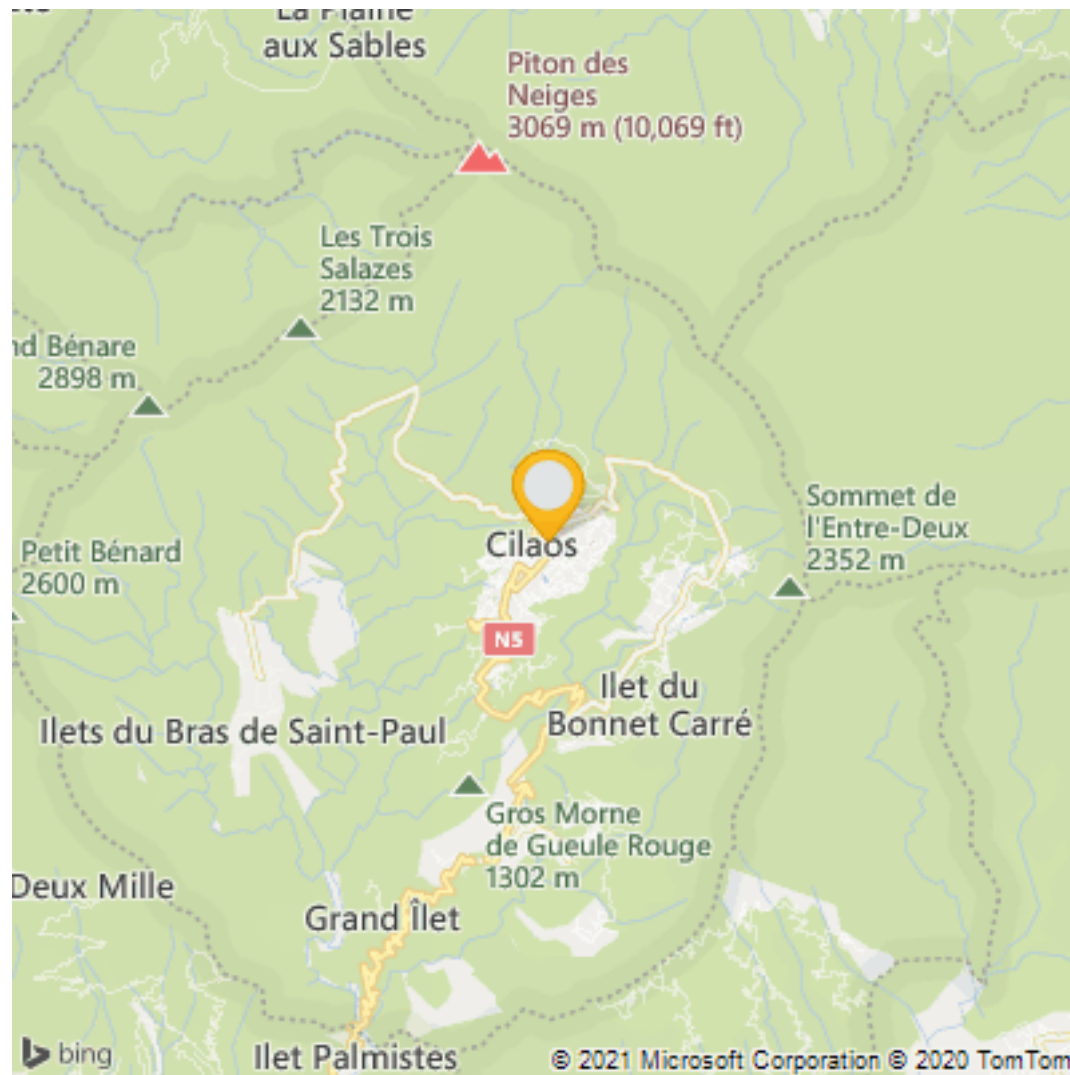 La Plaine
aux Sables
Piton des
Neiges
3069 m (10,069 ft)
Les Trois
Salazes
2132 m
nd Bénare
2898 m
Sommet de
l'Entre-Deux
2352 m
Cilaos
Petit Bénard
2600 m
N5
Ilet du
Bonnet Carré
Ilets du Bras de Saint-Paul
Gros Morne
de Gueule Rouge
1302 m
Deux Mille
Grand Îlet
bing
Ilet Palmistes
© 2021 Microsoft Corporation © 2020 TomTom